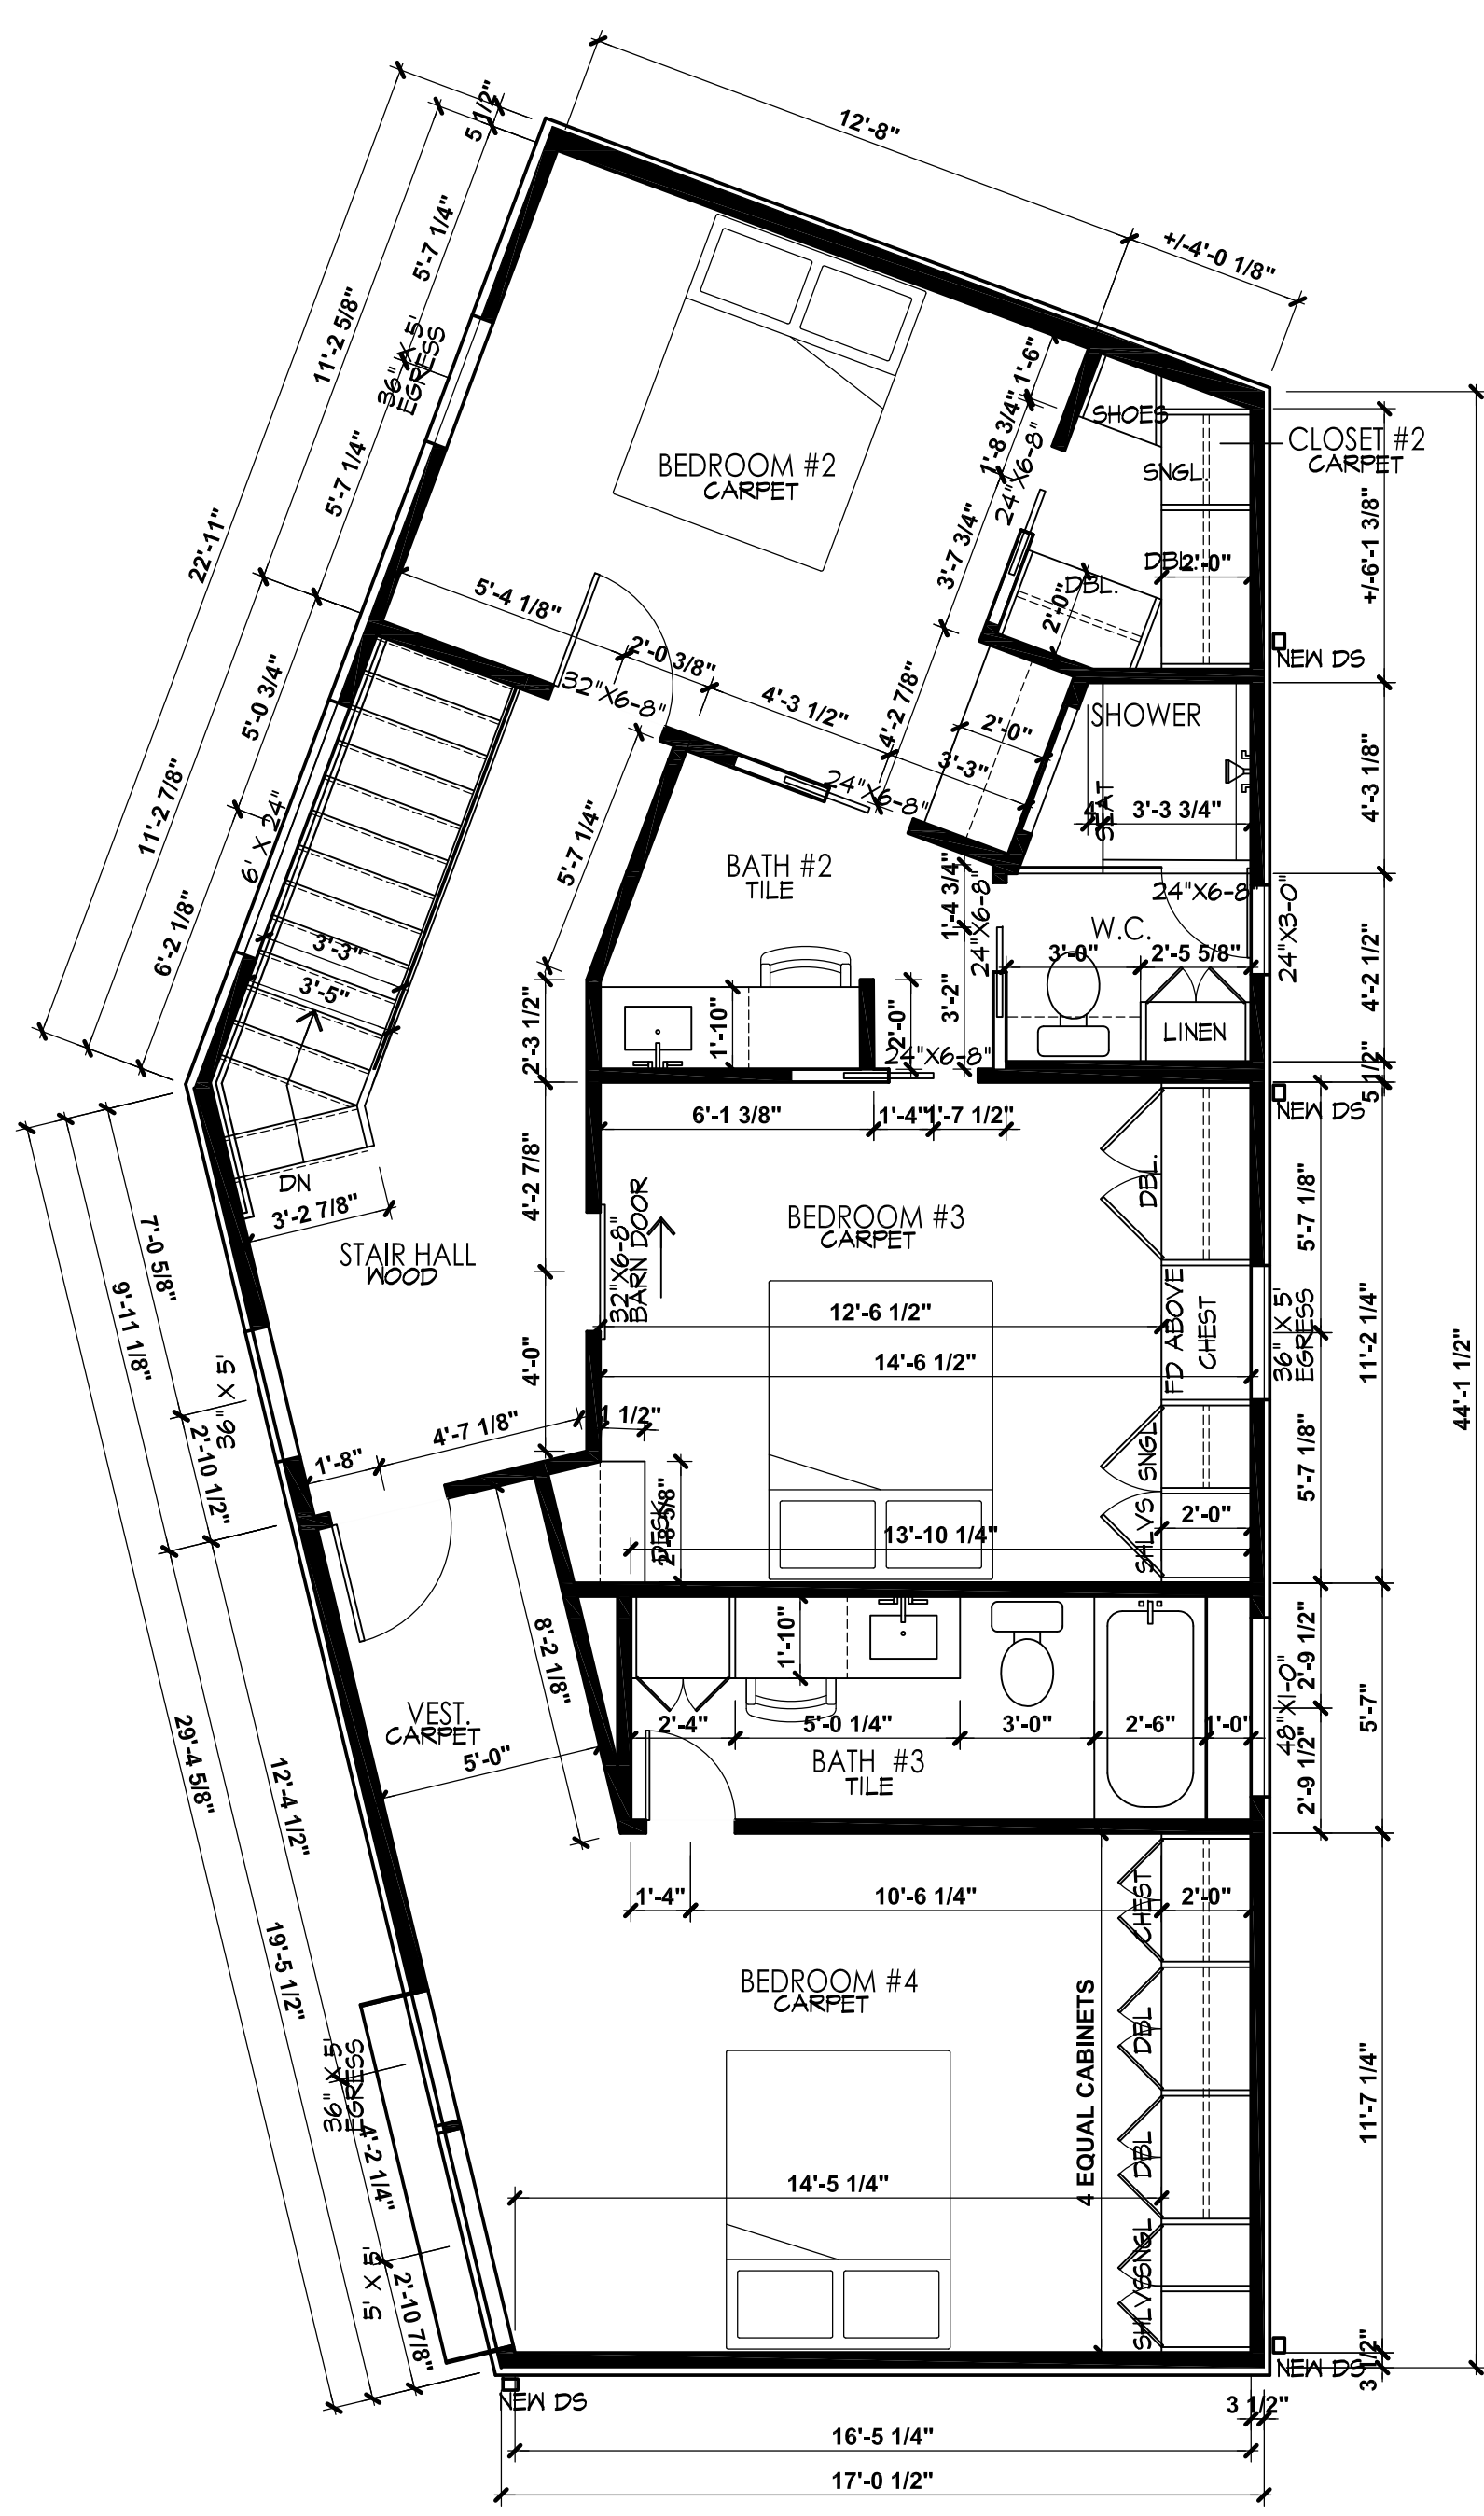 12'-8"
5 1/2"
+/-4'-0 1/8"
5'-7 1/4"
11'-2 5/8"
36" X 5'
EGRESS
5'-7 1/4"
22'-11"
1'-6"
1'-8 3/4"
24"X6-8"
SHOES
SNGL.
CLOSET #2
CARPET
BEDROOM #2
CARPET
+/-6'-1 3/8"
3'-7 3/4"
DBL.
DBL.
2'-0"
2'-0"
5'-4 1/8"
2'-0 3/8"
32"X6-8"
4'-3 1/2"
4'-2 7/8"
2'-0"
3'-3"
NEW DS
SHOWER
SEAT
4"
3'-3 3/4"
4'-3 1/8"
5'-0 3/4"
11'-2 7/8"
6' X 24"
6'-2 1/8"
3'-3"
3'-5"
5'-7 1/4"
24"X6-8"
BATH #2
TILE
1'-4 3/4"
24"X6-8"
24"X6-8"
24"X3-0"
W.C.
3'-0"
2'-5 5/8"
4'-2 1/2"
3'-2"
LINEN
2'-3 1/2"
1'-10"
2'-0"
24"X6-8"
5 1/2"
NEW DS
6'-1 3/8"
1'-4"
1'-7 1/2"
DN
3'-2 7/8"
STAIR HALL
WOOD
4'-2 7/8"
32"X6-8"
BARN DOOR
BEDROOM #3
CARPET
DBL.
5'-7 1/8"
12'-6 1/2"
14'-6 1/2"
FD ABOVE
CHEST
36" X 5'
EGRESS
11'-2 1/4"
44'-1 1/2"
7'-0 5/8"
9'-11 1/8"
36" X 5'
2'-10 1/2"
4'-0"
1'-8"
4'-7 1/8"
1 1/2"
DESK
2'-8 5/8"
13'-10 1/4"
SNGL
SHLVS
2'-0"
5'-7 1/8"
8'-2 1/8"
1'-10"
2'-4"
5'-0 1/4"
3'-0"
2'-6"
1'-0"
48"X1-0"
2'-9 1/2"
2'-9 1/2"
5'-7"
BATH #3
TILE
VEST.
CARPET
5'-0"
29'-4 5/8"
12'-4 1/2"
19'-5 1/2"
1'-4"
10'-6 1/4"
2'-0"
CHEST
BEDROOM #4
CARPET
4 EQUAL CABINETS
DBL
DBL
SNGL
SHLVS
11'-7 1/4"
36" X 5'
EGRESS
4'-2 1/4"
5' X 5'
2'-10 7/8"
14'-5 1/4"
3 1/2"
NEW DS
NEW DS
3 1/2"
16'-5 1/4"
17'-0 1/2"